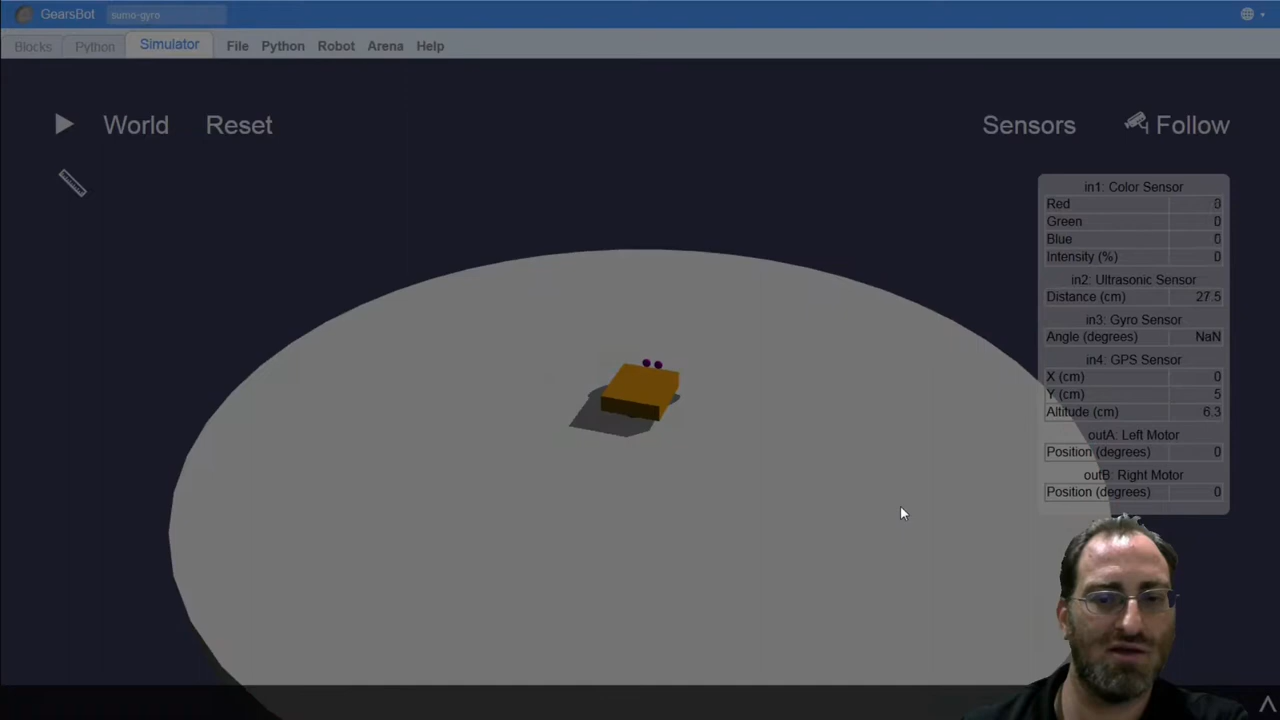 GearsBot sumo-gyro
Blocks Python Simulator File Python Robot Arena Help
World Reset Sensors Follow
in1: Color Sensor
Red 0
Green 0
Blue 0
Intensity (%) 0
in2: Ultrasonic Sensor
Distance (cm) 27.5
in3: Gyro Sensor
Angle (degrees) NaN
in4: GPS Sensor
X (cm) 0
Y (cm) 5
Altitude (cm) 6.3
outA: Left Motor
Position (degrees) 0
outB: Right Motor
Position (degrees) 0